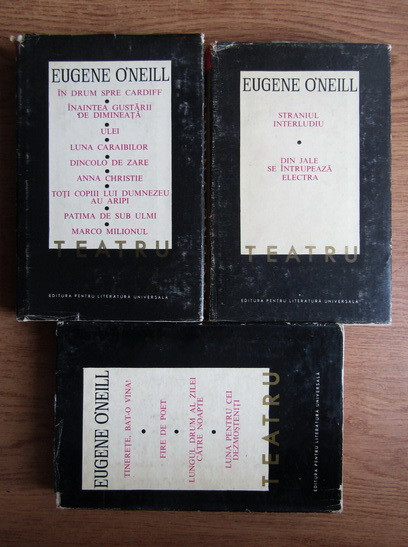 EUGENE O'NEILL
ÎN DRUM SPRE CARDIFF
ÎNAINTEA GUSTĂRII
DE DIMINEAȚĂ
ULEI
LUNA CARAIBILOR
DINCOLO DE ZARE
ANNA CHRISTIE
TOȚI COPIII LUI DUMNEZEU
AU ARIPI
PATIMA DE SUB ULMI
MARCO MILIONUL
TEATRU
EDITURA PENTRU LITERATURA UNIVERSALĂ
EUGENE O'NEILL
STRANIUL
INTERLUDIU
DIN JALE
SE ÎNTRUPEAZĂ
ELECTRA
TEATRU
EDITURA PENTRU LITERATURA UNIVERSALĂ
EUGENE O'NEILL
TINEREȚE, BAT-O VINA!
FIRE DE POET
LUNGUL DRUM AL ZILEI
CĂTRE NOAPTE
LUNA PENTRU CEI
DEZMOȘTENIȚI
TEATRU
EDITURA PENTRU LITERATURĂ UNIVERSALĂ